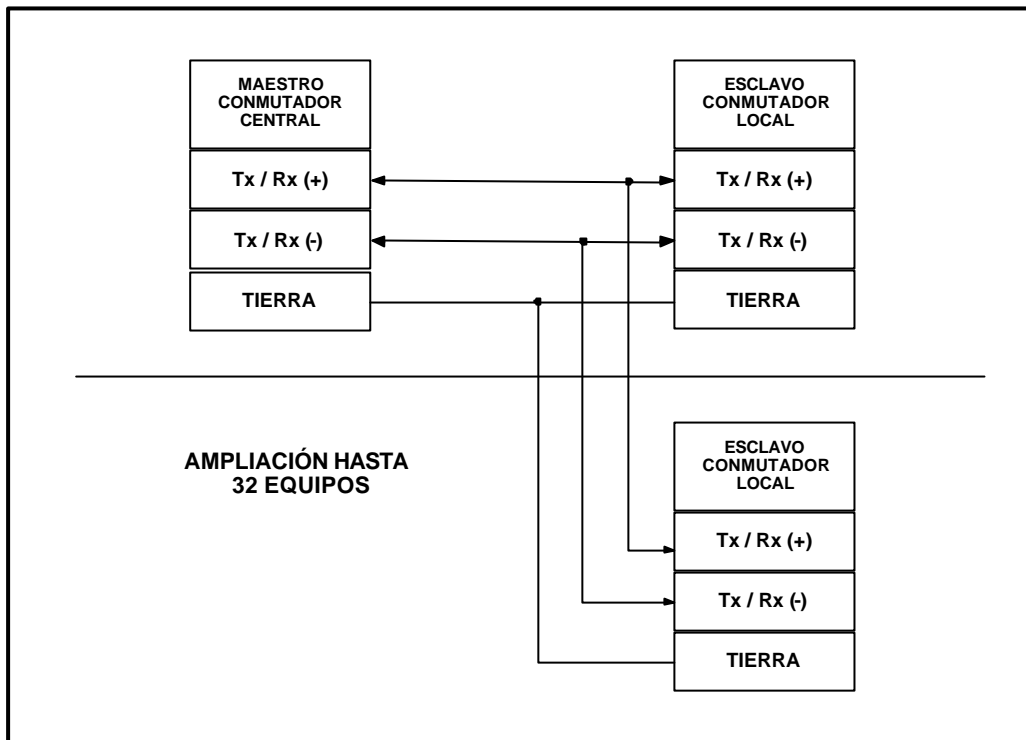 MAESTRO
CONMUTADOR
CENTRAL
Tx / Rx (+)
Tx / Rx (-)
TIERRA
ESCLAVO
CONMUTADOR
LOCAL
Tx / Rx (+)
Tx / Rx (-)
TIERRA
AMPLIACIÓN HASTA
32 EQUIPOS
ESCLAVO
CONMUTADOR
LOCAL
Tx / Rx (+)
Tx / Rx (-)
TIERRA